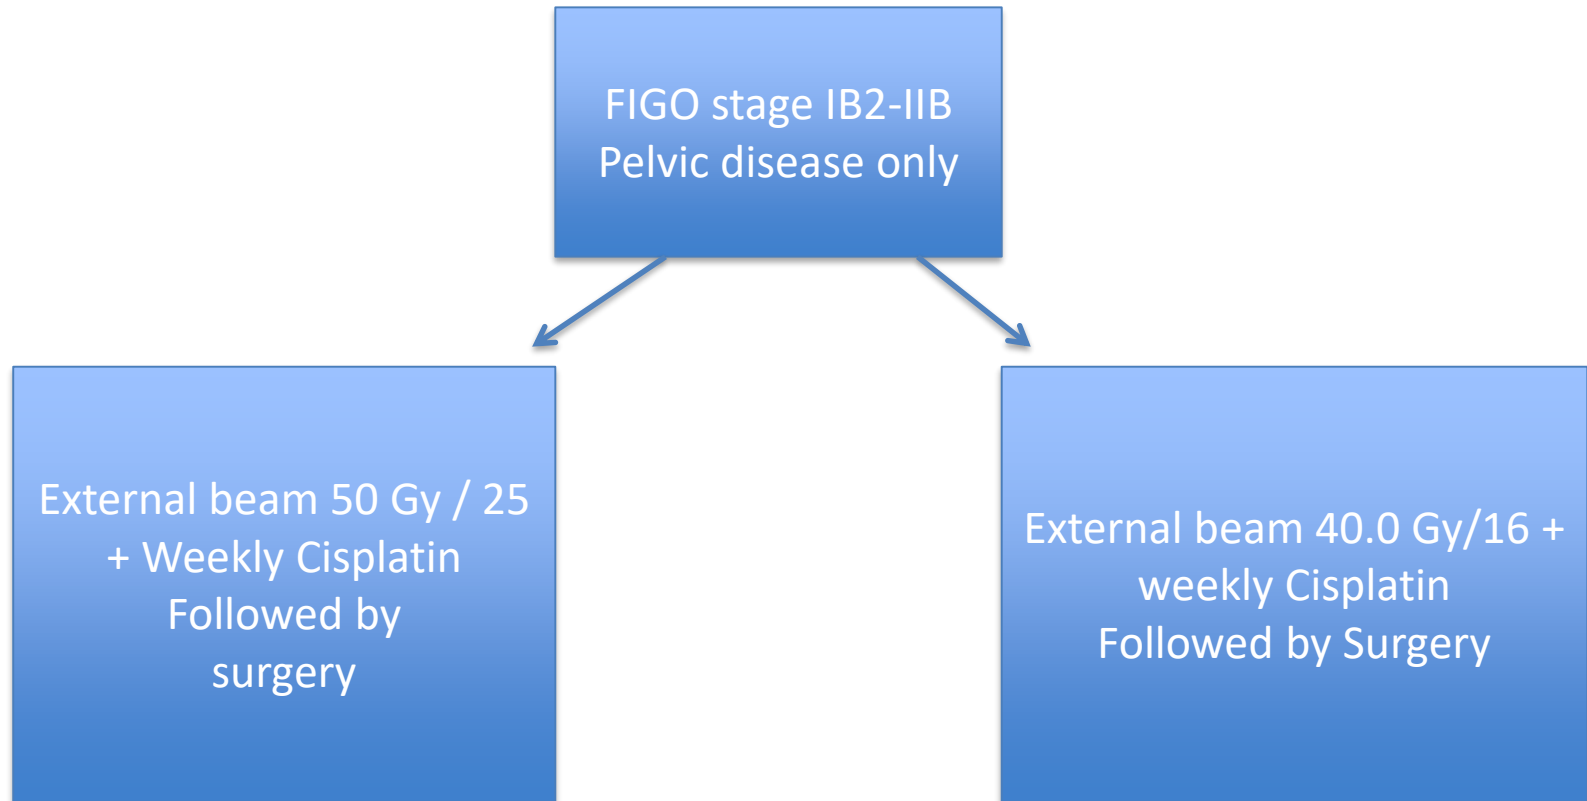 FIGO stage IB2-IIB
Pelvic disease only
External beam 50 Gy / 25
+ Weekly Cisplatin
Followed by
surgery
External beam 40.0 Gy/16 +
weekly Cisplatin
Followed by Surgery